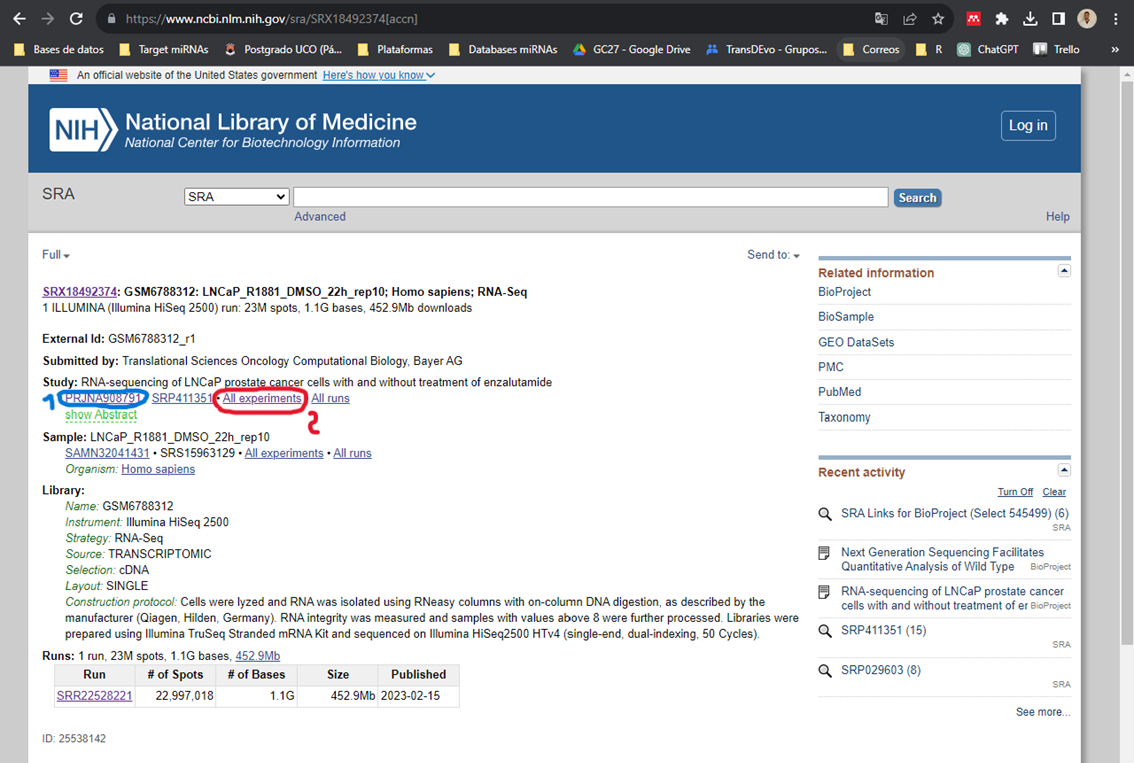 https://www.ncbi.nlm.nih.gov/sra/SRX18492374[accn]
Bases de datos Target miRNAs Postgrado UCO (Pá... Plataformas Databases miRNAs GC27 - Google Drive TransDEvo - Grupos... Correos R ChatGPT Trello »
An official website of the United States government Here's how you know
NIH National Library of Medicine
National Center for Biotechnology Information
Log in
SRA SRA Search
Advanced Help
Full Send to:
SRX18492374: GSM6788312: LNCaP_R1881_DMSO_22h_rep10; Homo sapiens; RNA-Seq
1 ILLUMINA (Illumina HiSeq 2500) run: 23M spots, 1.1G bases, 452.9Mb downloads
External Id: GSM6788312_r1
Submitted by: Translational Sciences Oncology Computational Biology, Bayer AG
Study: RNA-sequencing of LNCaP prostate cancer cells with and without treatment of enzalutamide
1 PRJNA908791 SRP411351 • All experiments All runs
2
show Abstract
Sample: LNCaP_R1881_DMSO_22h_rep10
SAMN32041431 • SRS15963129 • All experiments • All runs
Organism: Homo sapiens
Library:
Name: GSM6788312
Instrument: Illumina HiSeq 2500
Strategy: RNA-Seq
Source: TRANSCRIPTOMIC
Selection: cDNA
Layout: SINGLE
Construction protocol: Cells were lyzed and RNA was isolated using RNeasy columns with on-column DNA digestion, as described by the
manufacturer (Qiagen, Hilden, Germany). RNA integrity was measured and samples with values above 8 were further processed. Libraries were
prepared using Illumina TruSeq Stranded mRNA Kit and sequenced on Illumina HiSeq2500 HTv4 (single-end, dual-indexing, 50 Cycles).
Runs: 1 run, 23M spots, 1.1G bases, 452.9Mb
Run # of Spots # of Bases Size Published
SRR22528221 22,997,018 1.1G 452.9Mb 2023-02-15
ID: 25538142
Related information
BioProject
BioSample
GEO DataSets
PMC
PubMed
Taxonomy
Recent activity
Turn Off Clear
SRA Links for BioProject (Select 545499) (6)
SRA
Next Generation Sequencing Facilitates
Quantitative Analysis of Wild Type BioProject
RNA-sequencing of LNCaP prostate cancer
cells with and without treatment of er BioProject
SRP411351 (15)
SRA
SRP029603 (8)
SRA
See more...